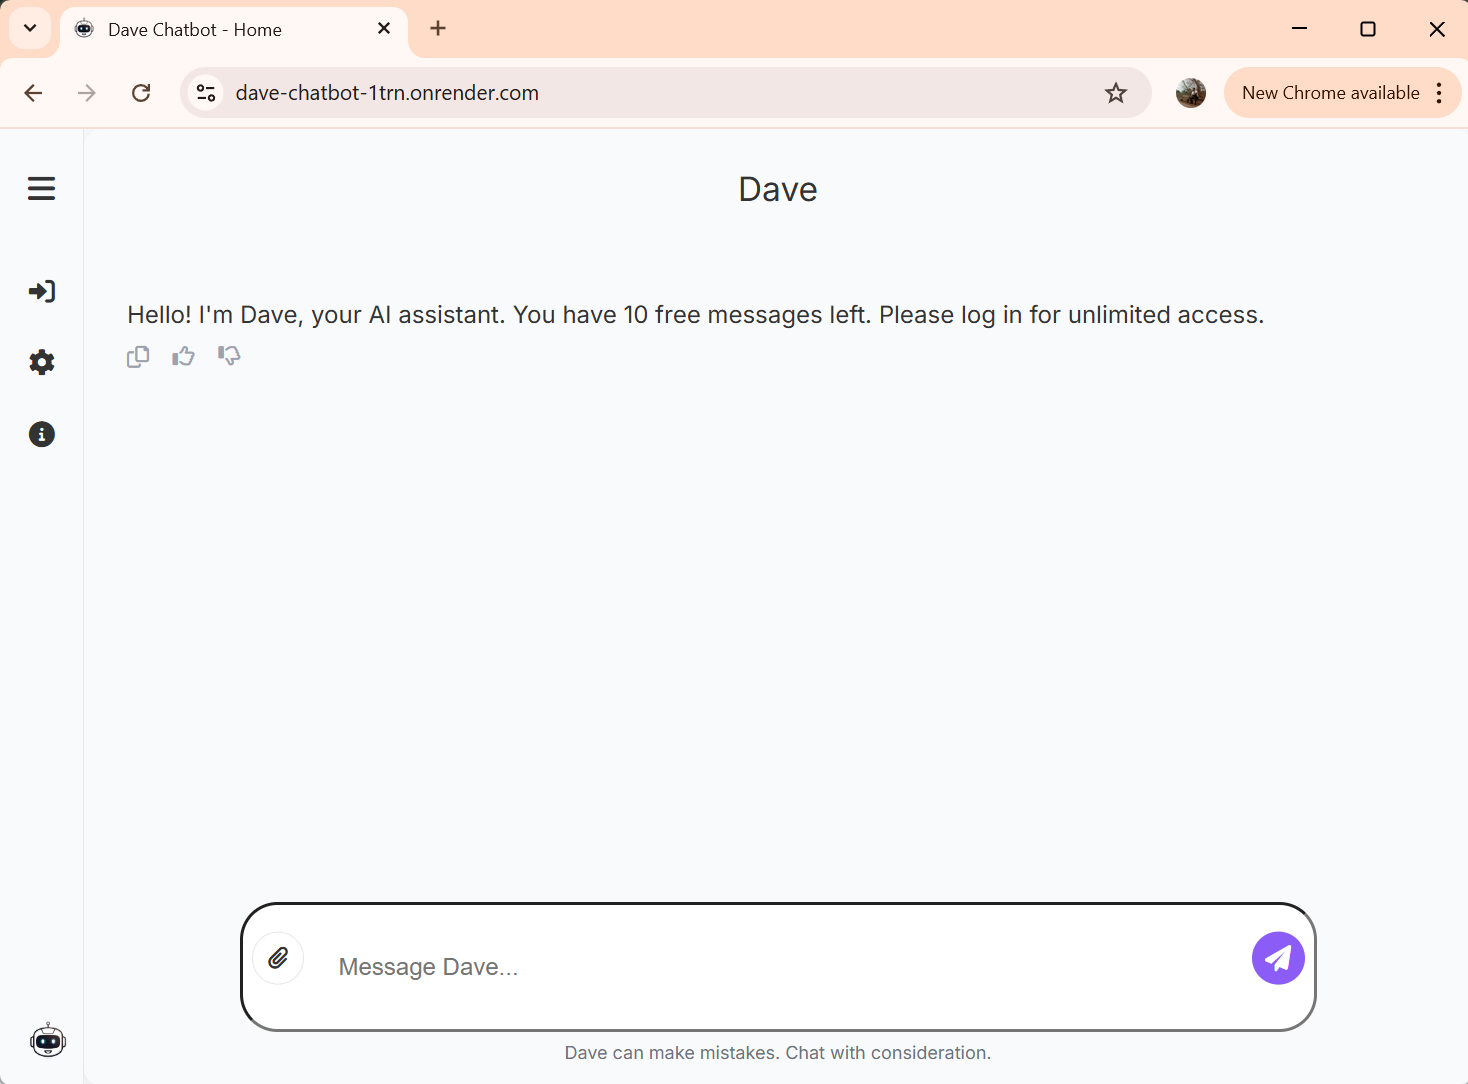 Dave Chatbot - Home
dave-chatbot-1trn.onrender.com
New Chrome available
Dave
Hello! I'm Dave, your AI assistant. You have 10 free messages left. Please log in for unlimited access.
Message Dave...
Dave can make mistakes. Chat with consideration.